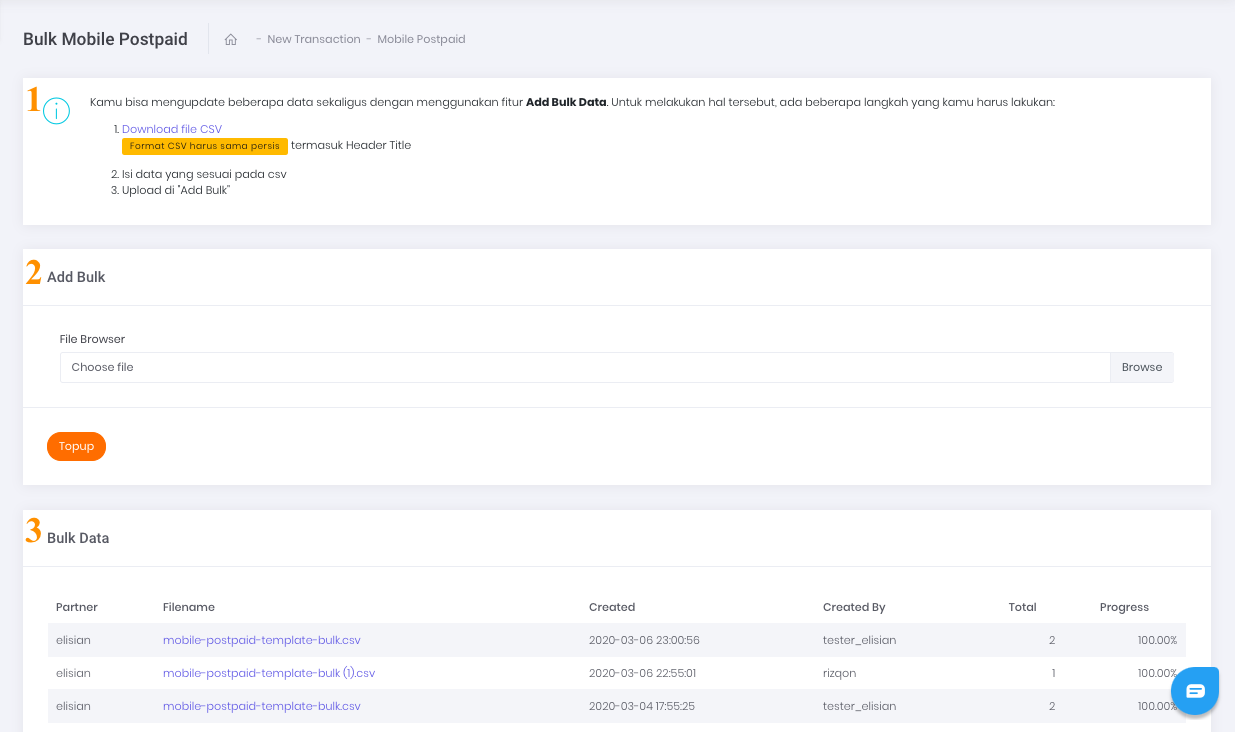 Bulk Mobile Postpaid - New Transaction - Mobile Postpaid
1
Kamu bisa mengupdate beberapa data sekaligus dengan menggunakan fitur Add Bulk Data. Untuk melakukan hal tersebut, ada beberapa langkah yang kamu harus lakukan:
1. Download file CSV
Format CSV harus sama persis termasuk Header Title
2. Isi data yang sesuai pada csv
3. Upload di "Add Bulk"
2 Add Bulk
File Browser
Choose file Browse
Topup
3 Bulk Data
Partner Filename Created Created By Total Progress
elisian mobile-postpaid-template-bulk.csv 2020-03-06 23:00:56 tester_elisian 2 100.00%
elisian mobile-postpaid-template-bulk (1).csv 2020-03-06 22:55:01 rizqon 1 100.00%
elisian mobile-postpaid-template-bulk.csv 2020-03-04 17:55:25 tester_elisian 2 100.00%